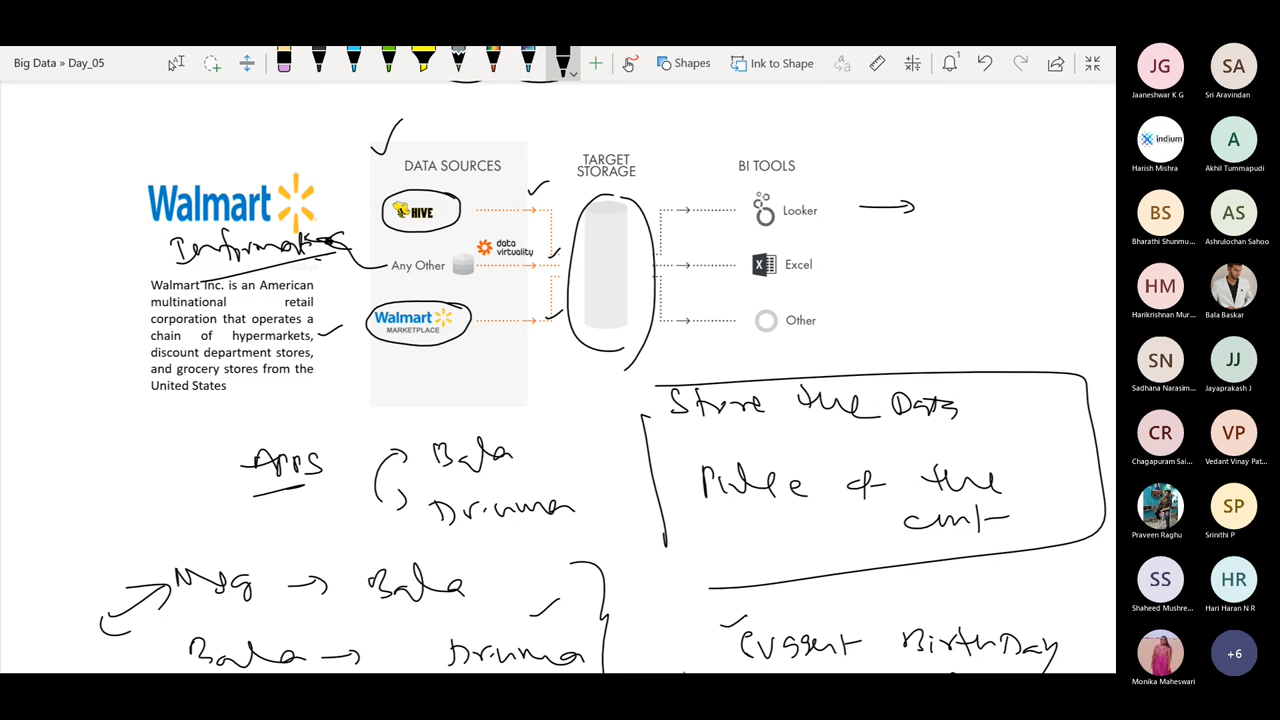 Big Data » Day_05
Shapes
Ink to Shape
Walmart
DATA SOURCES
HIVE
Any Other
data virtuality
Walmart
MARKETPLACE
TARGET
STORAGE
BI TOOLS
Looker
Excel
Other
Walmart Inc. is an American
multinational retail
corporation that operates a
chain of hypermarkets,
discount department stores,
and grocery stores from the
United States
Store the Data
of the
Apps
Bala
Msg → Bala
Bala →
BirthDay
JG
Jaaneshwar K G
SA
Sri Aravindan
indium
Harish Mishra
A
Akhil Tummapudi
BS
Bharathi Shunmu...
AS
Ashrulochan Sahoo
HM
Harikrishnan Mur...
Bala Baskar
SN
Sadhana Narasim...
JJ
Jayaprakash J
CR
Chagapuram Sai...
VP
Vedant Vinay Pat...
Praveen Raghu
SP
Srinithi P
SS
Shaheed Mushre...
HR
Hari Haran N R
Monika Maheswari
+6